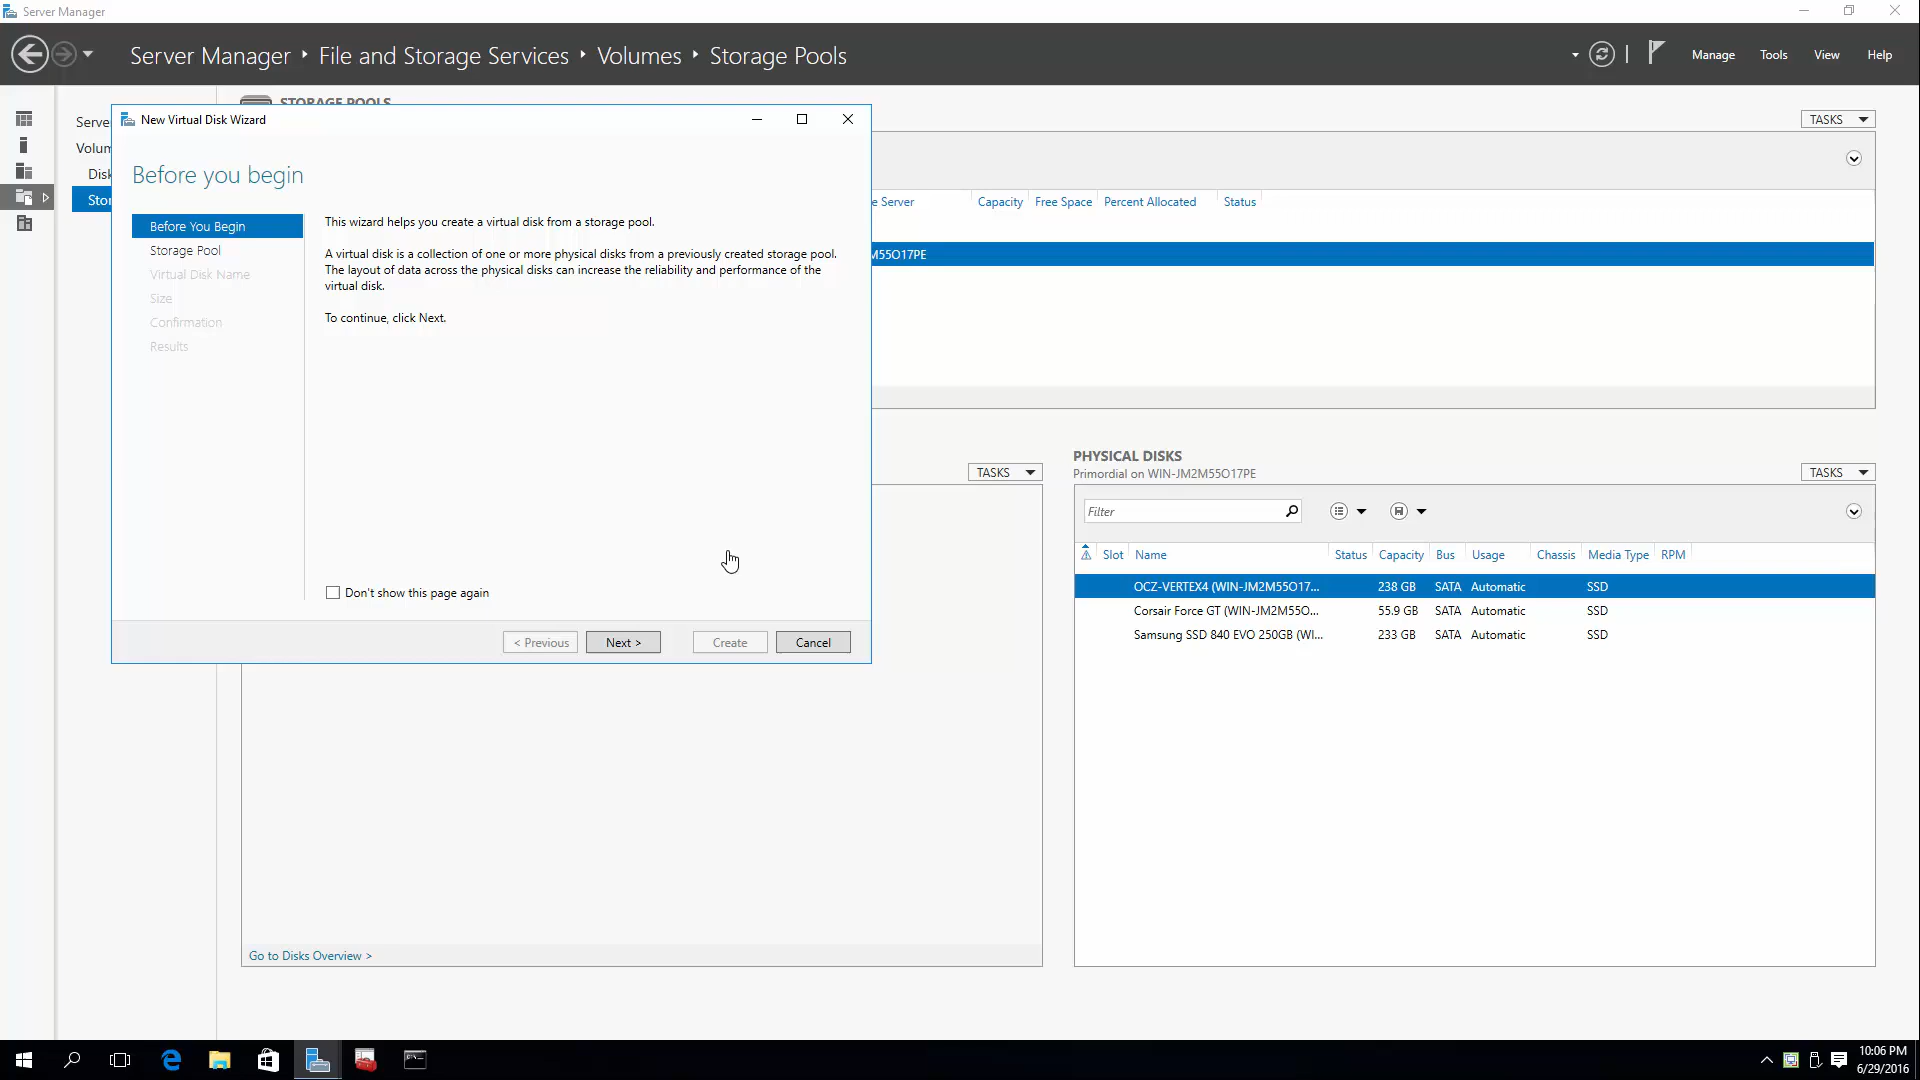 Server Manager
Server Manager ‣ File and Storage Services ‣ Volumes ‣ Storage Pools
Manage Tools View Help
STORAGE POOLS
TASKS
Serve
Volum
Disk
Stor
New Virtual Disk Wizard
Before you begin
Before You Begin
Storage Pool
Virtual Disk Name
Size
Confirmation
Results
This wizard helps you create a virtual disk from a storage pool.
A virtual disk is a collection of one or more physical disks from a previously created storage pool.
The layout of data across the physical disks can increase the reliability and performance of the
virtual disk.
To continue, click Next.
Don't show this page again
< Previous Next > Create Cancel
e Server Capacity Free Space Percent Allocated Status
M55O17PE
TASKS
PHYSICAL DISKS
Primordial on WIN-JM2M55O17PE
TASKS
Filter
Slot Name Status Capacity Bus Usage Chassis Media Type RPM
OCZ-VERTEX4 (WIN-JM2M55O17... 238 GB SATA Automatic SSD
Corsair Force GT (WIN-JM2M55O... 55.9 GB SATA Automatic SSD
Samsung SSD 840 EVO 250GB (WI... 233 GB SATA Automatic SSD
Go to Disks Overview >
10:06 PM
6/29/2016